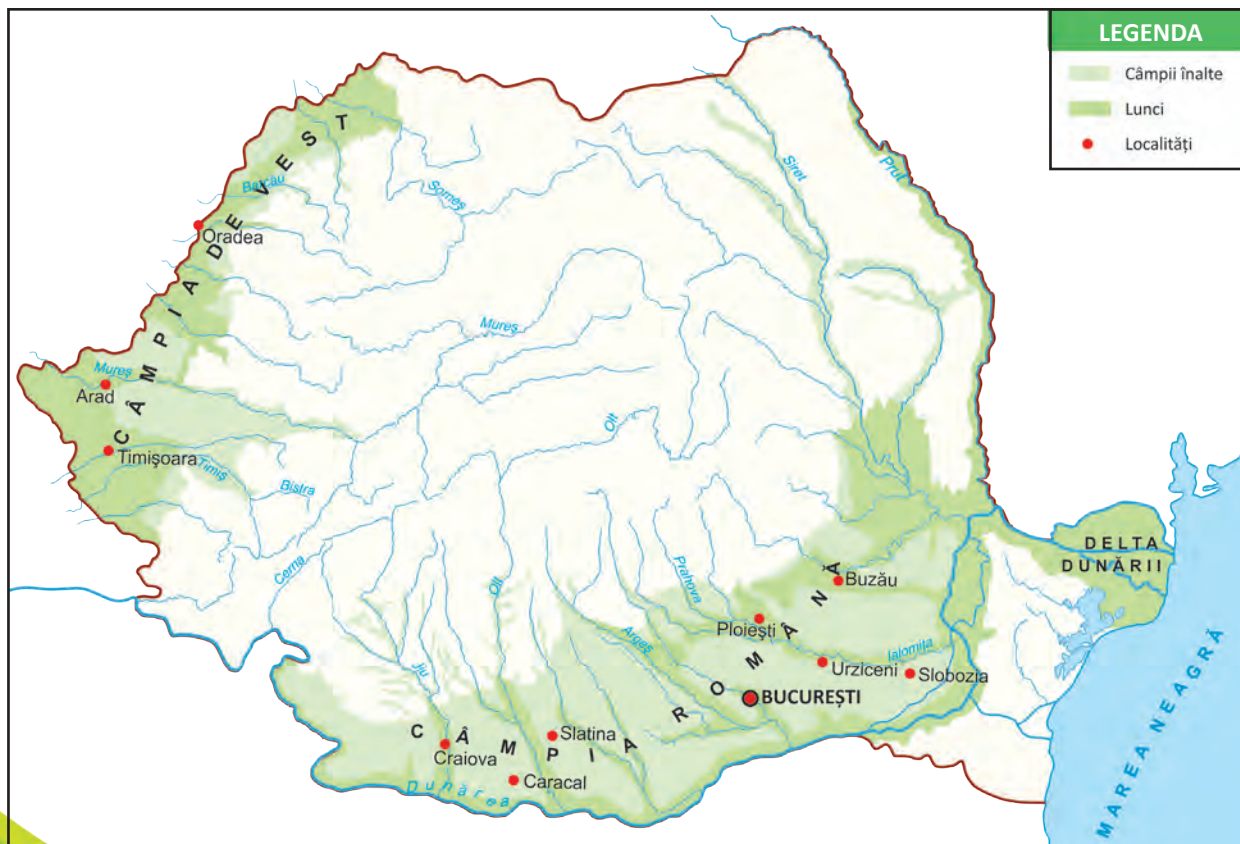 LEGENDA
Câmpii înalte
Lunci
Localități
CÂMPIA DE VEST
Barcău
Someș
Siret
Prut
Oradea
Mureș
Mureș
Arad
Olt
Timișoara
Timiș
Bistra
Cerna
Olt
Prahova
DELTA
DUNĂRII
Buzău
Ploiești
Argeș
Ialomița
Urziceni
Slobozia
Jiu
BUCUREȘTI
CÂMPIA ROMÂNĂ
Slatina
Craiova
Caracal
Dunărea
MAREA NEAGRĂ